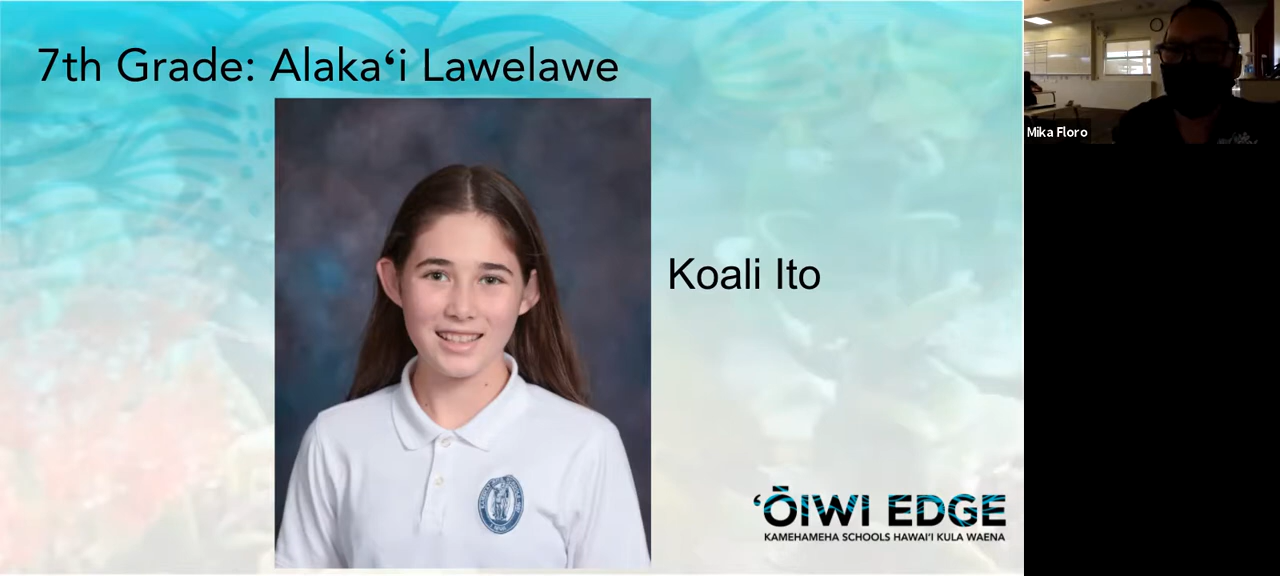 7th Grade: Alakaʻi Lawelawe
Mika Floro
Koali Ito
ʻŌIWI EDGE
KAMEHAMEHA SCHOOLS HAWAIʻI KULA WAENA